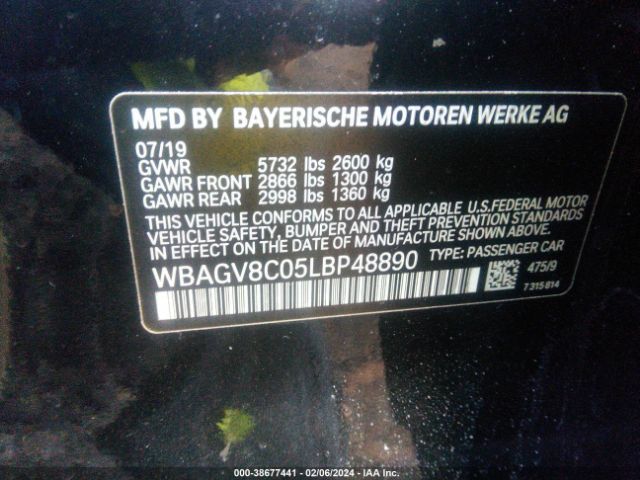 MFD BY BAYERISCHE MOTOREN WERKE AG
07/19
GVWR 5732 lbs 2600 kg
GAWR FRONT 2866 lbs 1300 kg
GAWR REAR 2998 lbs 1360 kg
THIS VEHICLE CONFORMS TO ALL APPLICABLE U.S.FEDERAL MOTOR
VEHICLE SAFETY, BUMPER AND THEFT PREVENTION STANDARDS
IN EFFECT ON THE DATE OF MANUFACTURE SHOWN ABOVE.
WBAGV8C05LBP48890 TYPE: PASSENGER CAR
475/9
7315814
000-38677441 - 02/06/2024 - IAA Inc.